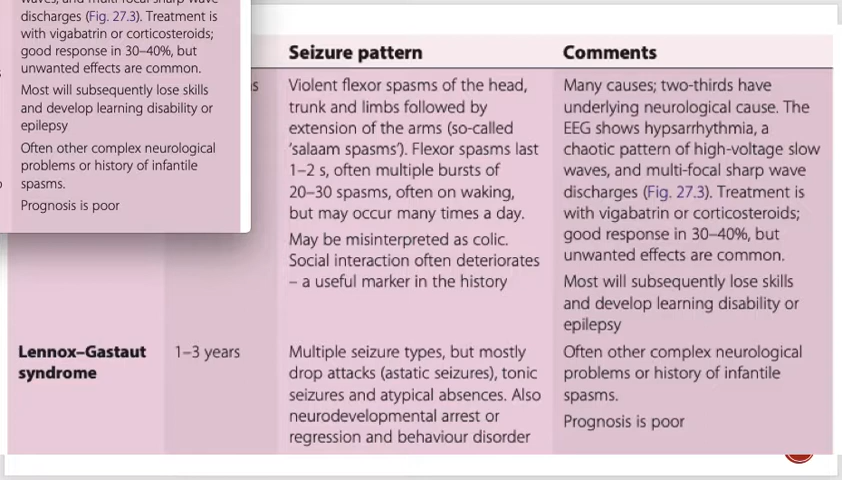 waves, and multi-focal sharp wave
discharges (Fig. 27.3). Treatment is
with vigabatrin or corticosteroids;
good response in 30–40%, but
unwanted effects are common.
Most will subsequently lose skills
and develop learning disability or
epilepsy
Often other complex neurological
problems or history of infantile
spasms.
Prognosis is poor
Seizure pattern
Violent flexor spasms of the head,
trunk and limbs followed by
extension of the arms (so-called
‘salaam spasms’). Flexor spasms last
1–2 s, often multiple bursts of
20–30 spasms, often on waking,
but may occur many times a day.
May be misinterpreted as colic.
Social interaction often deteriorates
– a useful marker in the history
Comments
Many causes; two-thirds have
underlying neurological cause. The
EEG shows hypsarrhythmia, a
chaotic pattern of high-voltage slow
waves, and multi-focal sharp wave
discharges (Fig. 27.3). Treatment is
with vigabatrin or corticosteroids;
good response in 30–40%, but
unwanted effects are common.
Most will subsequently lose skills
and develop learning disability or
epilepsy
Lennox–Gastaut
syndrome
1–3 years
Multiple seizure types, but mostly
drop attacks (astatic seizures), tonic
seizures and atypical absences. Also
neurodevelopmental arrest or
regression and behaviour disorder
Often other complex neurological
problems or history of infantile
spasms.
Prognosis is poor